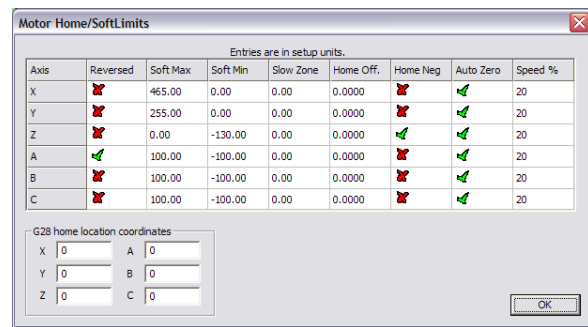 Motor Home/SoftLimits
Entries are in setup units.
Axis Reversed Soft Max Soft Min Slow Zone Home Off. Home Neg Auto Zero Speed %
X 465.00 0.00 0.00 0.0000 20
Y 255.00 0.00 0.00 0.0000 20
Z 0.00 -130.00 0.00 0.0000 20
A 100.00 -100.00 0.00 0.0000 20
B 100.00 -100.00 0.00 0.0000 20
C 100.00 -100.00 0.00 0.0000 20
G28 home location coordinates
X 0 A 0
Y 0 B 0
Z 0 C 0
OK